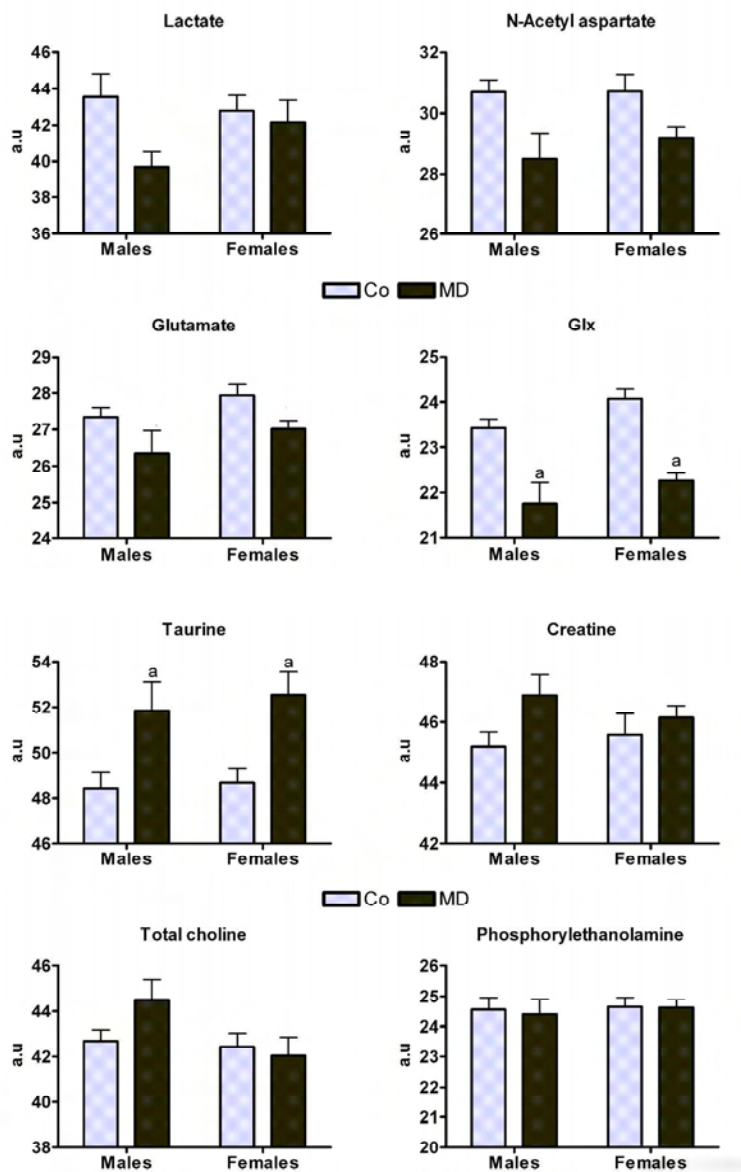 Lactate
46
44
42
40
38
36
a.u
Males
Females
N-Acetyl aspartate
32
30
28
26
a.u
Males
Females
Co MD
Glutamate
29
28
27
26
25
24
a.u
Males
Females
Glx
25
24
23
22
21
a.u
a
a
Males
Females
Taurine
54
52
50
48
46
a.u
a
a
Males
Females
Creatine
48
46
44
42
a.u
Males
Females
Co MD
Total choline
46
44
42
40
38
a.u
Males
Females
Phosphorylethanolamine
26
25
24
23
22
21
20
a.u
Males
Females